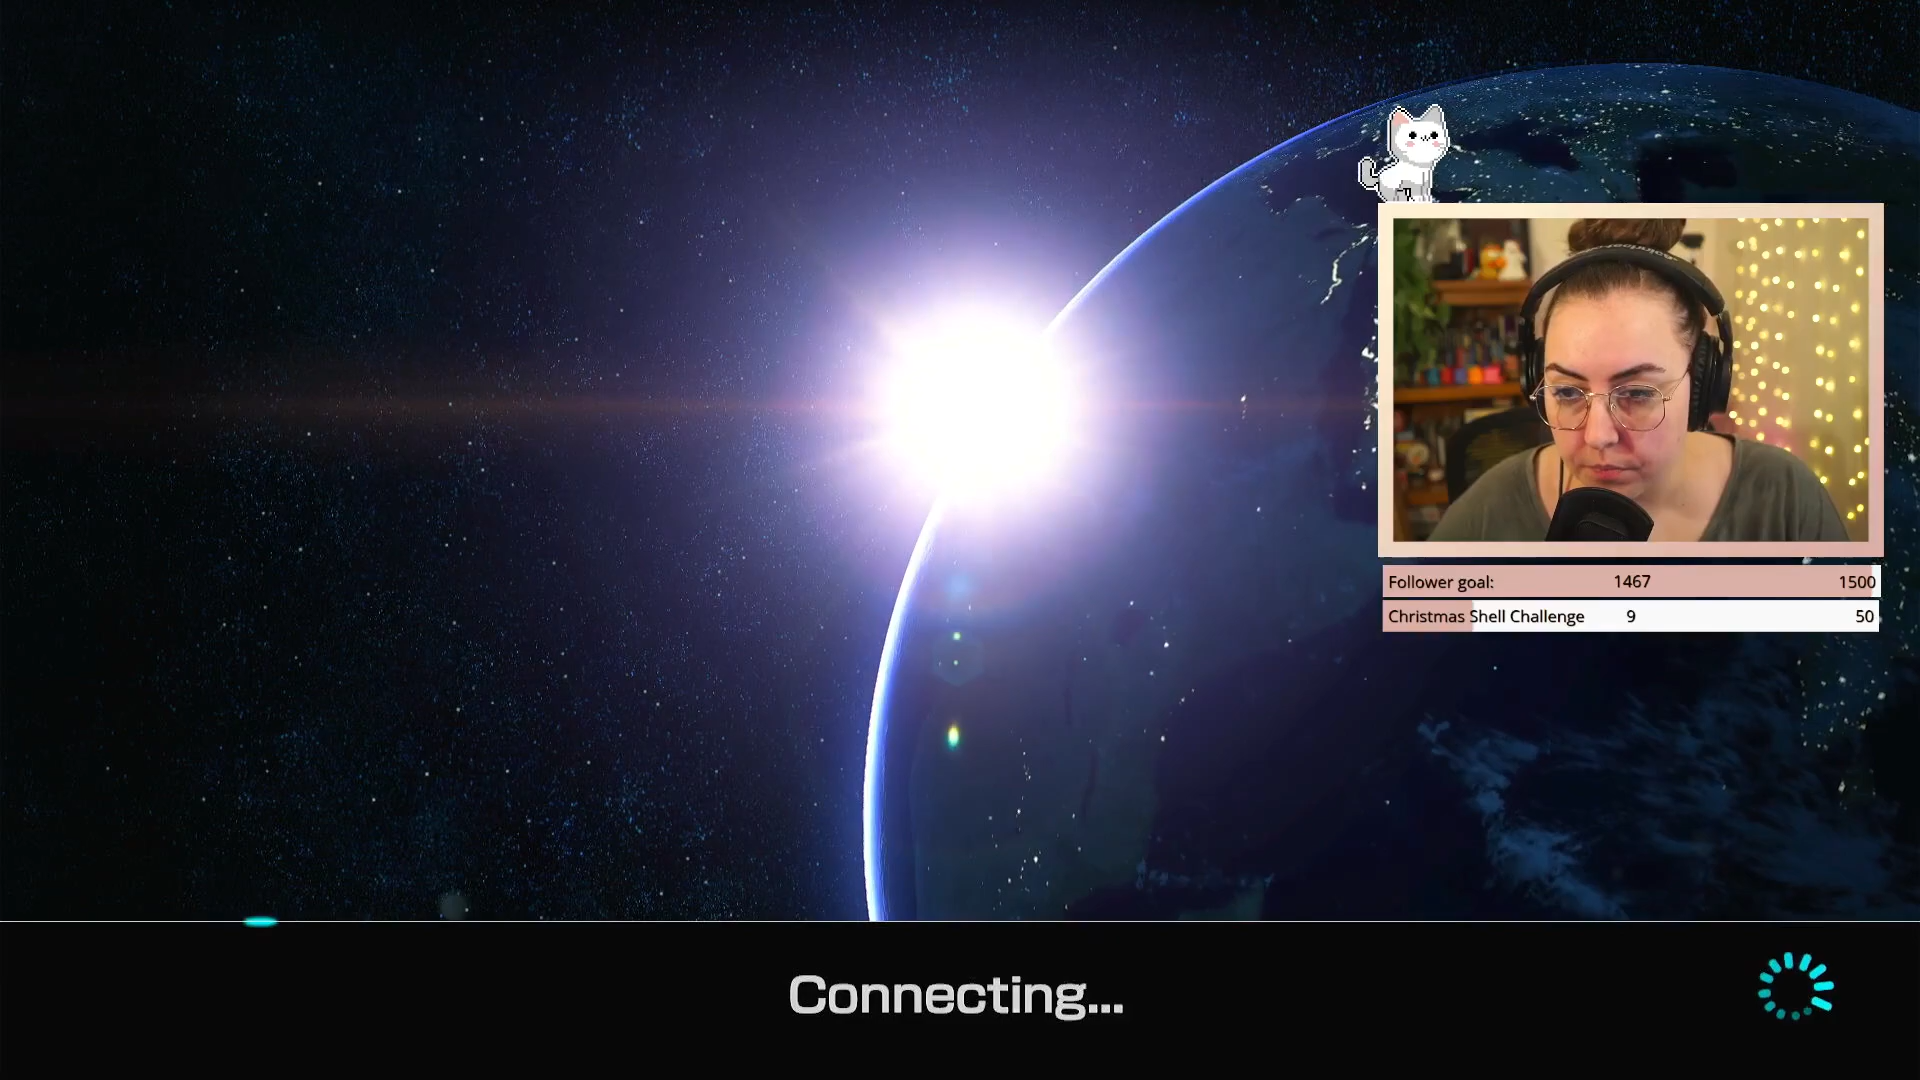 Follower goal: 1467 1500
Christmas Shell Challenge 9 50
Connecting...